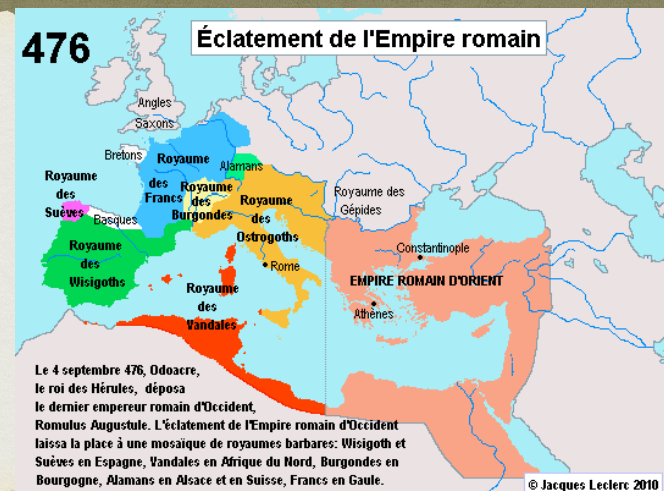 476
Éclatement de l'Empire romain
Angles
Saxons
Bretons
Royaume
des
Francs
Alamans
Royaume
des
Burgondes
Royaume
des
Suèves
Basques
Royaume
des
Wisigoths
Royaume
des
Ostrogoths
Royaume des
Gépides
Rome
Constantinople
EMPIRE ROMAIN D'ORIENT
Athènes
Royaume
des
Vandales
Le 4 septembre 476, Odoacre,
le roi des Hérules, déposa
le dernier empereur romain d'Occident,
Romulus Augustule. L'éclatement de l'Empire romain d'Occident
laissa la place à une mosaïque de royaumes barbares: Wisigoth et
Suèves en Espagne, Vandales en Afrique du Nord, Burgondes en
Bourgogne, Alamans en Alsace et en Suisse, Francs en Gaule.
© Jacques Leclerc 2010